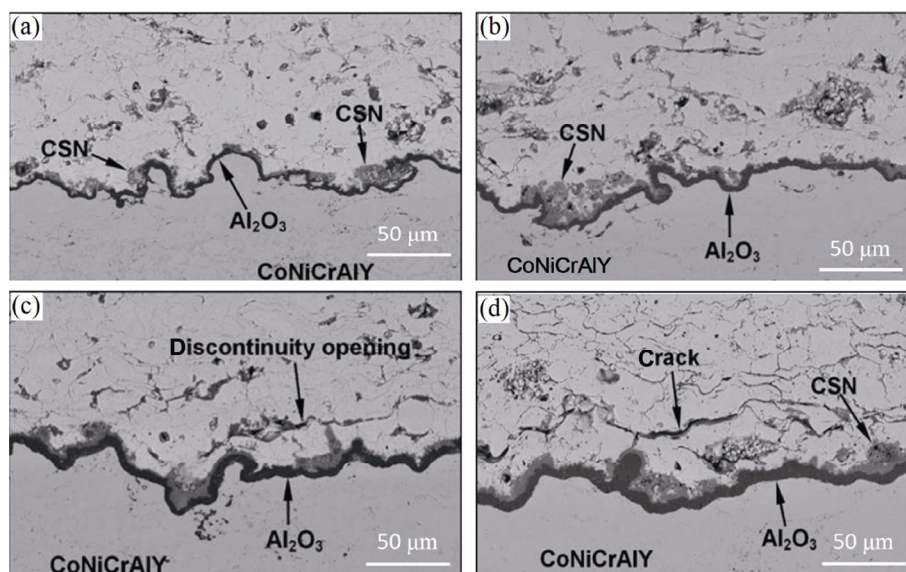 (a)
CSN
CSN
Al₂O₃
50 μm
CoNiCrAlY
(b)
CSN
Al₂O₃
CoNiCrAlY
50 μm
(c)
Discontinuity opening
Al₂O₃
50 μm
CoNiCrAlY
(d)
Crack
CSN
Al₂O₃
50 μm
CoNiCrAlY